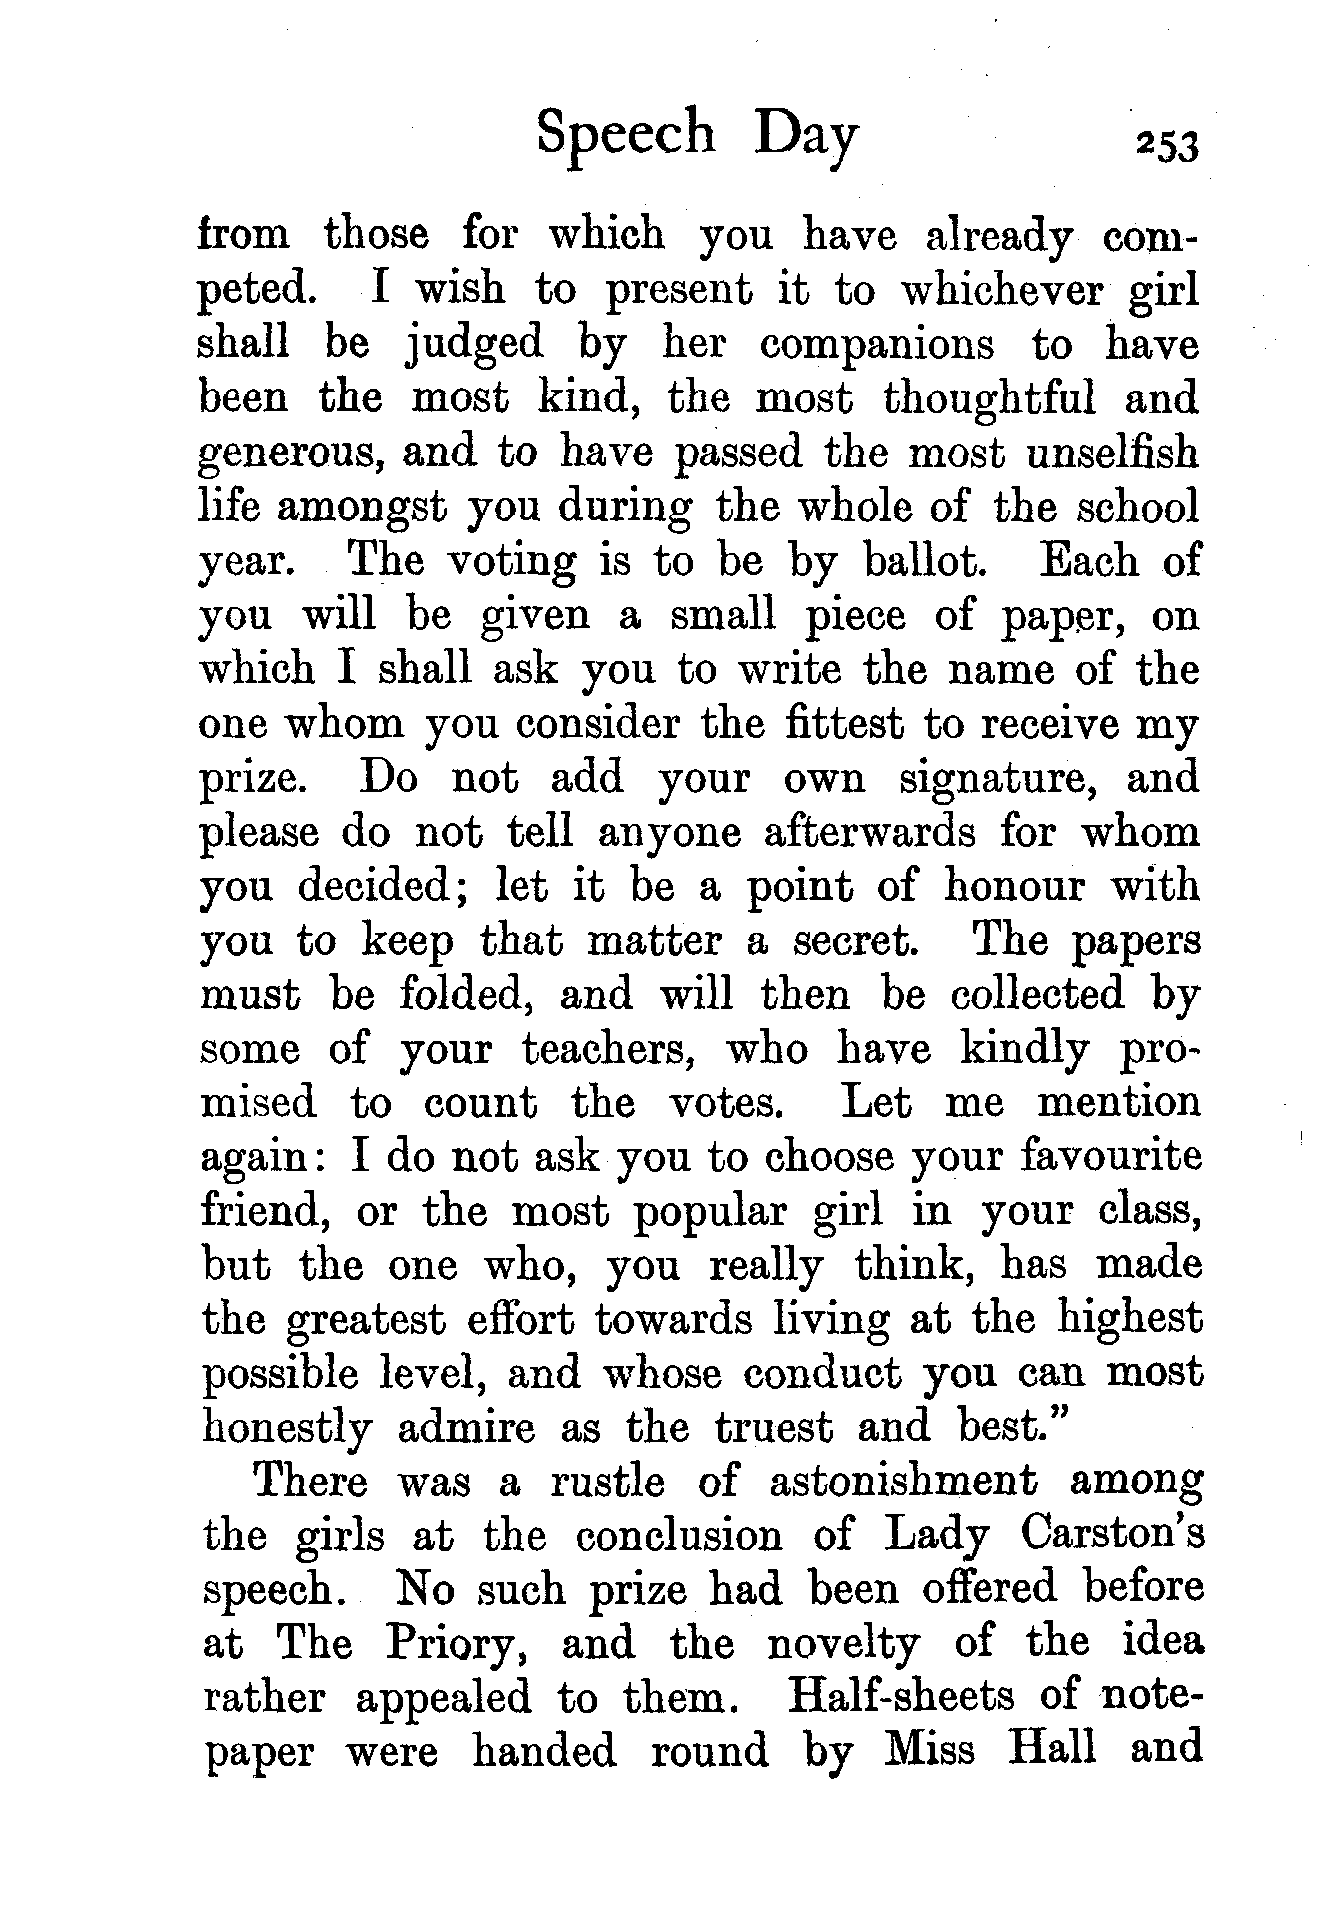 Speech Day 253
from those for which you have already com-
peted. I wish to present it to whichever girl
shall be judged by her companions to have
been the most kind, the most thoughtful and
generous, and to have passed the most unselfish
life amongst you during the whole of the school
year. The voting is to be by ballot. Each of
you will be given a small piece of paper, on
which I shall ask you to write the name of the
one whom you consider the fittest to receive my
prize. Do not add your own signature, and
please do not tell anyone afterwards for whom
you decided; let it be a point of honour with
you to keep that matter a secret. The papers
must be folded, and will then be collected by
some of your teachers, who have kindly pro-
mised to count the votes. Let me mention
again: I do not ask you to choose your favourite
friend, or the most popular girl in your class,
but the one who, you really think, has made
the greatest effort towards living at the highest
possible level, and whose conduct you can most
honestly admire as the truest and best.”
There was a rustle of astonishment among
the girls at the conclusion of Lady Carston's
speech. No such prize had been offered before
at The Priory, and the novelty of the idea
rather appealed to them. Half-sheets of note-
paper were handed round by Miss Hall and